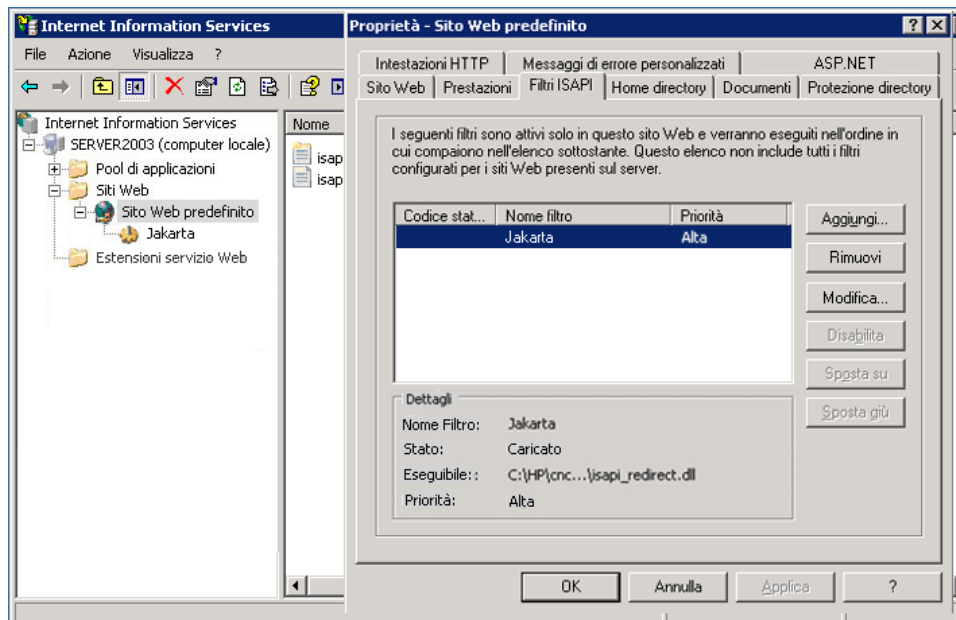 Internet Information Services
File Azione Visualizza ?
Internet Information Services
SERVER2003 (computer locale)
Pool di applicazioni
Siti Web
Sito Web predefinito
Jakarta
Estensioni servizio Web
Nome
isap
isap
Proprietà - Sito Web predefinito
Intestazioni HTTP Messaggi di errore personalizzati ASP.NET
Sito Web Prestazioni Filtri ISAPI Home directory Documenti Protezione directory
I seguenti filtri sono attivi solo in questo sito Web e verranno eseguiti nell'ordine in
cui compaiono nell'elenco sottostante. Questo elenco non include tutti i filtri
configurati per i siti Web presenti sul server.
Codice stat... Nome filtro Priorità
Jakarta Alta
Aggiungi...
Rimuovi
Modifica...
Disabilita
Sposta su
Sposta giù
Dettagli
Nome Filtro: Jakarta
Stato: Caricato
Eseguibile:: C:\HP\cnc...\isapi_redirect.dll
Priorità: Alta
OK Annulla Applica ?